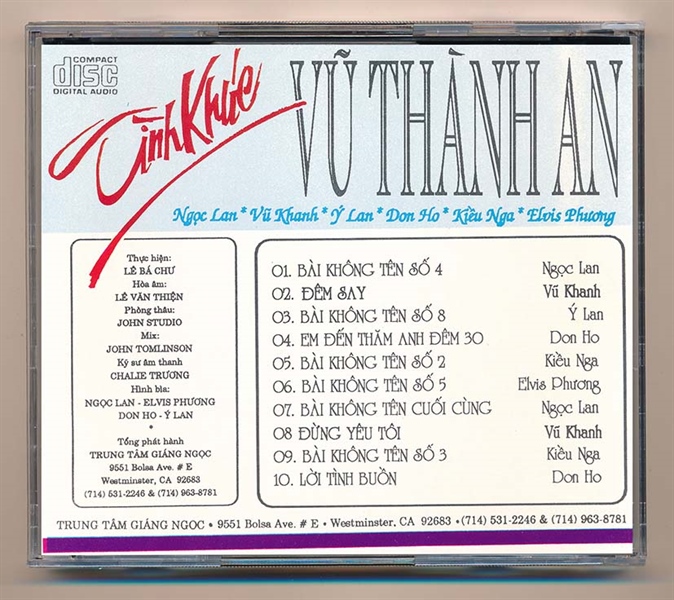 COMPACT
disc
DIGITAL AUDIO
Tình Khúc
VŨ THÀNH AN
Ngọc Lan * Vũ Khanh * Ý Lan * Don Ho * Kiều Nga * Elvis Phương
Thực hiện:
LÊ BÁ CHƯ
Hòa âm:
LÊ VĂN THIỆN
Phòng thâu:
JOHN STUDIO
Mix:
JOHN TOMLINSON
Kỹ sư âm thanh
CHALIE TRƯƠNG
Hình bìa:
NGỌC LAN - ELVIS PHƯƠNG
DON HO - Ý LAN
*
Tổng phát hành
TRUNG TÂM GIÁNG NGỌC
9551 Bolsa Ave. # E
Westminster, CA 92683
(714) 531-2246 & (714) 963-8781
01. BÀI KHÔNG TÊN SỐ 4 Ngọc Lan
02. ĐÊM SAY Vũ Khanh
03. BÀI KHÔNG TÊN SỐ 8 Ý Lan
04. EM ĐẾN THĂM ANH ĐÊM 30 Don Ho
05. BÀI KHÔNG TÊN SỐ 2 Kiều Nga
06. BÀI KHÔNG TÊN SỐ 5 Elvis Phương
07. BÀI KHÔNG TÊN CUỐI CÙNG Ngọc Lan
08 ĐỪNG YÊU TÔI Vũ Khanh
09. BÀI KHÔNG TÊN SỐ 3 Kiều Nga
10. LỜI TÌNH BUỒN Don Ho
TRUNG TÂM GIÁNG NGỌC • 9551 Bolsa Ave. # E • Westminster, CA 92683 • (714) 531-2246 & (714) 963-8781